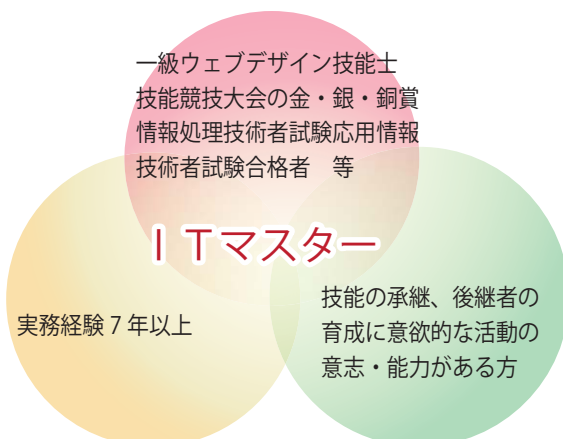 一級ウェブデザイン技能士
技能競技大会の金・銀・銅賞
情報処理技術者試験応用情報
技術者試験合格者　等
ＩＴマスター
実務経験７年以上
技能の承継、後継者の
育成に意欲的な活動の
意志・能力がある方